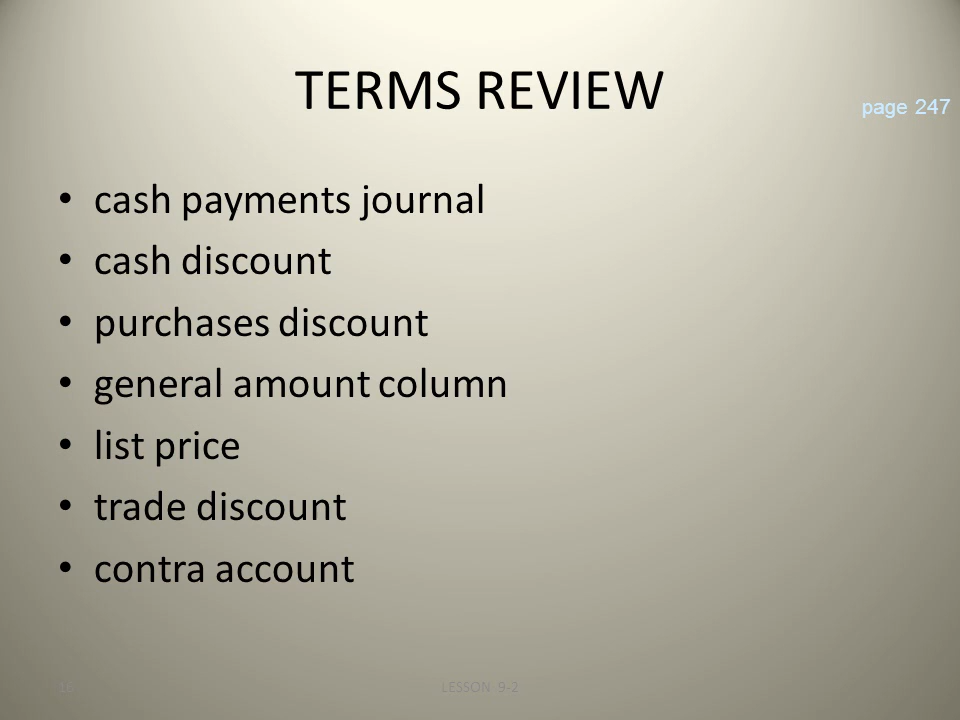 TERMS REVIEW
page 247
• cash payments journal
• cash discount
• purchases discount
• general amount column
• list price
• trade discount
• contra account
LESSON 9-2